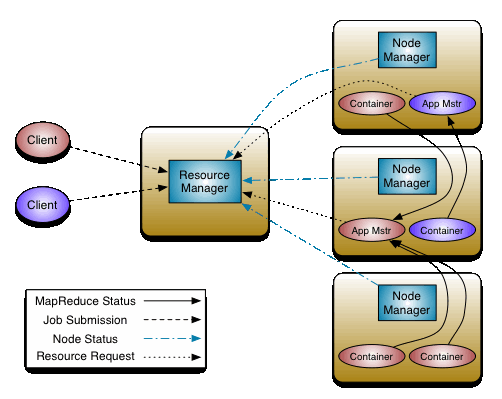 Node
Manager
Container
App Mstr
Client
Resource
Manager
Node
Manager
Client
App Mstr
Container
Node
Manager
MapReduce Status
Job Submission
Node Status
Resource Request
Container
Container